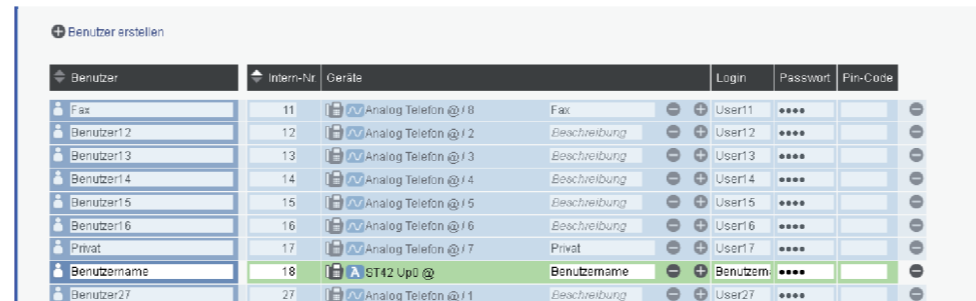 Benutzer erstellen
Benutzer Intern-Nr. Geräte Login Passwort Pin-Code
Fax 11 Analog Telefon @ / 8 Fax User11 ••••
Benutzer12 12 Analog Telefon @ / 2 Beschreibung User12 ••••
Benutzer13 13 Analog Telefon @ / 3 Beschreibung User13 ••••
Benutzer14 14 Analog Telefon @ / 4 Beschreibung User14 ••••
Benutzer15 15 Analog Telefon @ / 5 Beschreibung User15 ••••
Benutzer16 16 Analog Telefon @ / 6 Beschreibung User16 ••••
Privat 17 Analog Telefon @ / 7 Privat User17 ••••
Benutzername 18 A ST42 Up0 @ Benutzername Benutzern ••••
Benutzer27 27 Analog Telefon @ / 1 Beschreibung User27 ••••